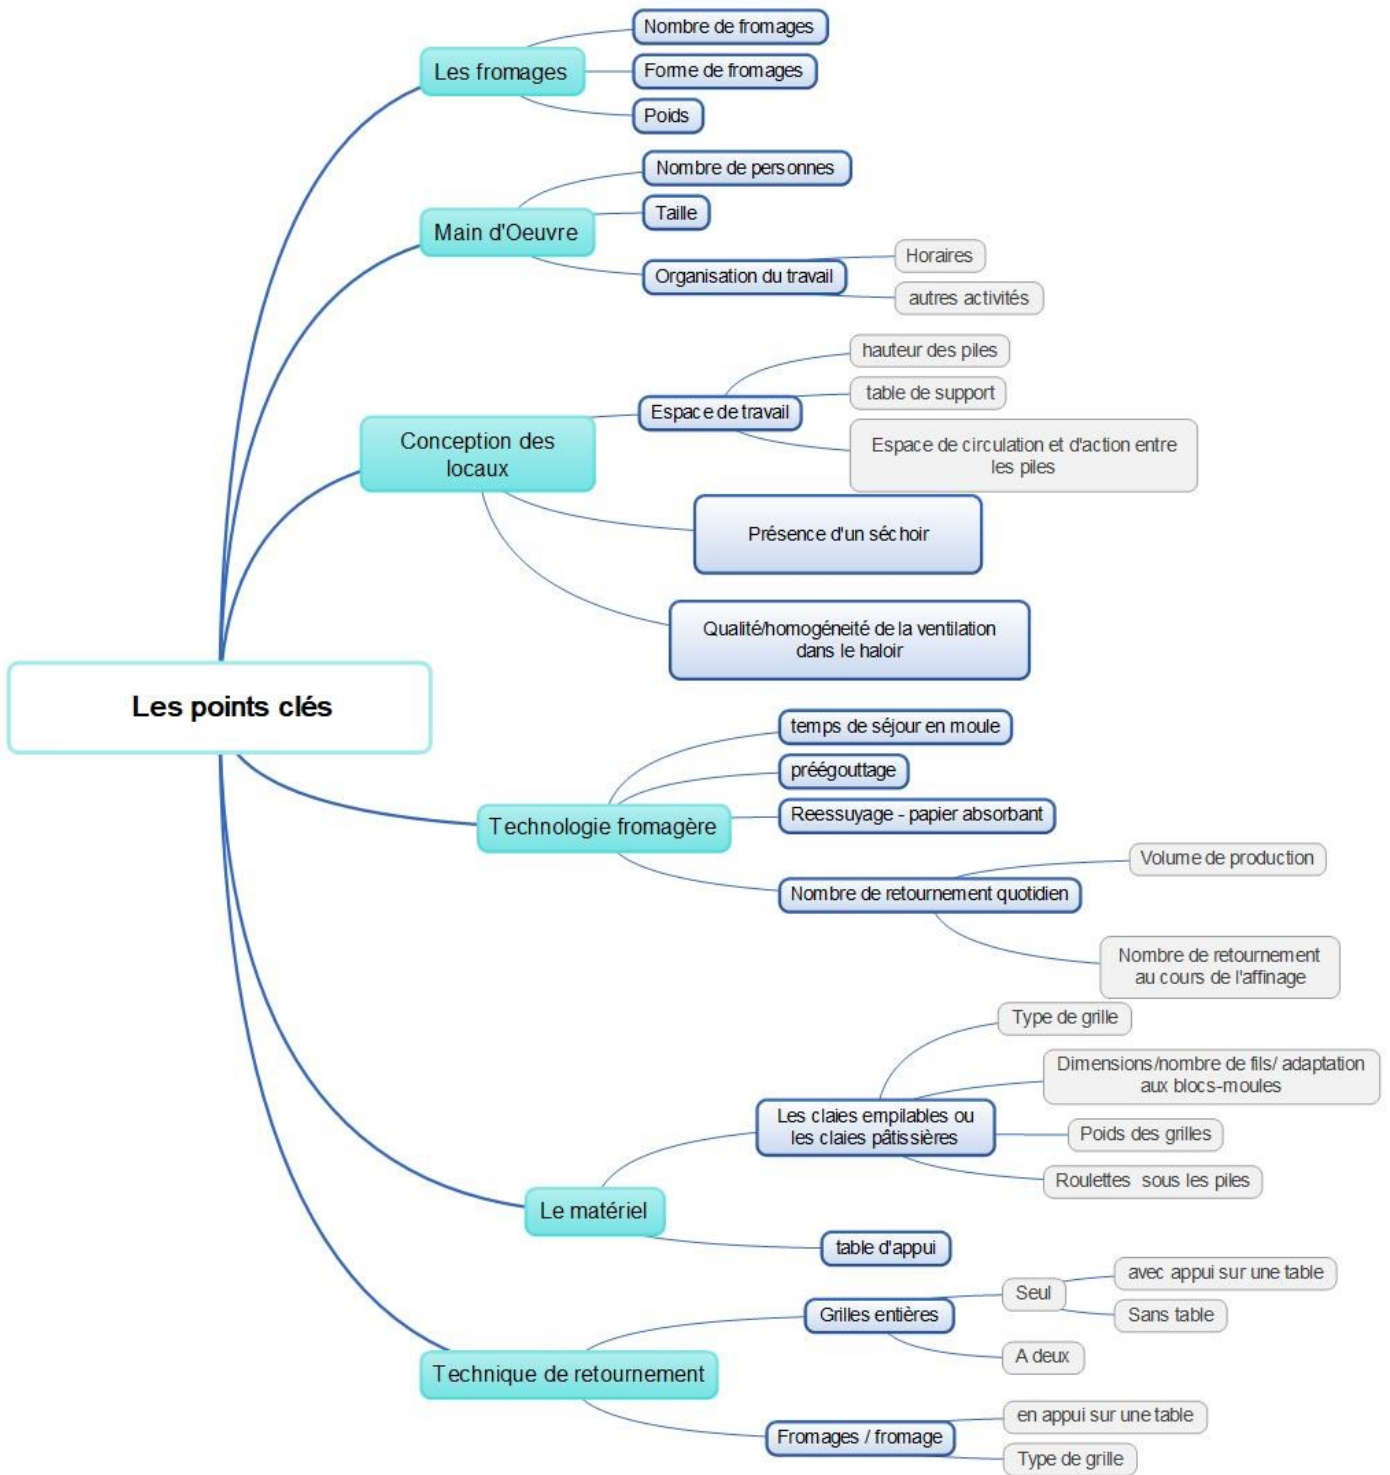 Nombre de fromages
Les fromages
Forme de fromages
Poids
Nombre de personnes
Main d'Oeuvre
Taille
Organisation du travail
Horaires
autres activités
hauteur des piles
Espace de travail
table de support
Conception des
locaux
Espace de circulation et d'action entre
les piles
Présence d'un séchoir
Qualité/homogénéité de la ventilation
dans le haloir
Les points clés
temps de séjour en moule
préégouttage
Technologie fromagère
Reessuyage - papier absorbant
Nombre de retournement quotidien
Volume de production
Nombre de retournement
au cours de l'affinage
Type de grille
Dimensions/nombre de fils/ adaptation
aux blocs-moules
Les claies empilables ou
les claies pâtissières
Poids des grilles
Roulettes sous les piles
Le matériel
table d'appui
Grilles entières
Seul
avec appui sur une table
Sans table
A deux
Technique de retournement
Fromages / fromage
en appui sur une table
Type de grille